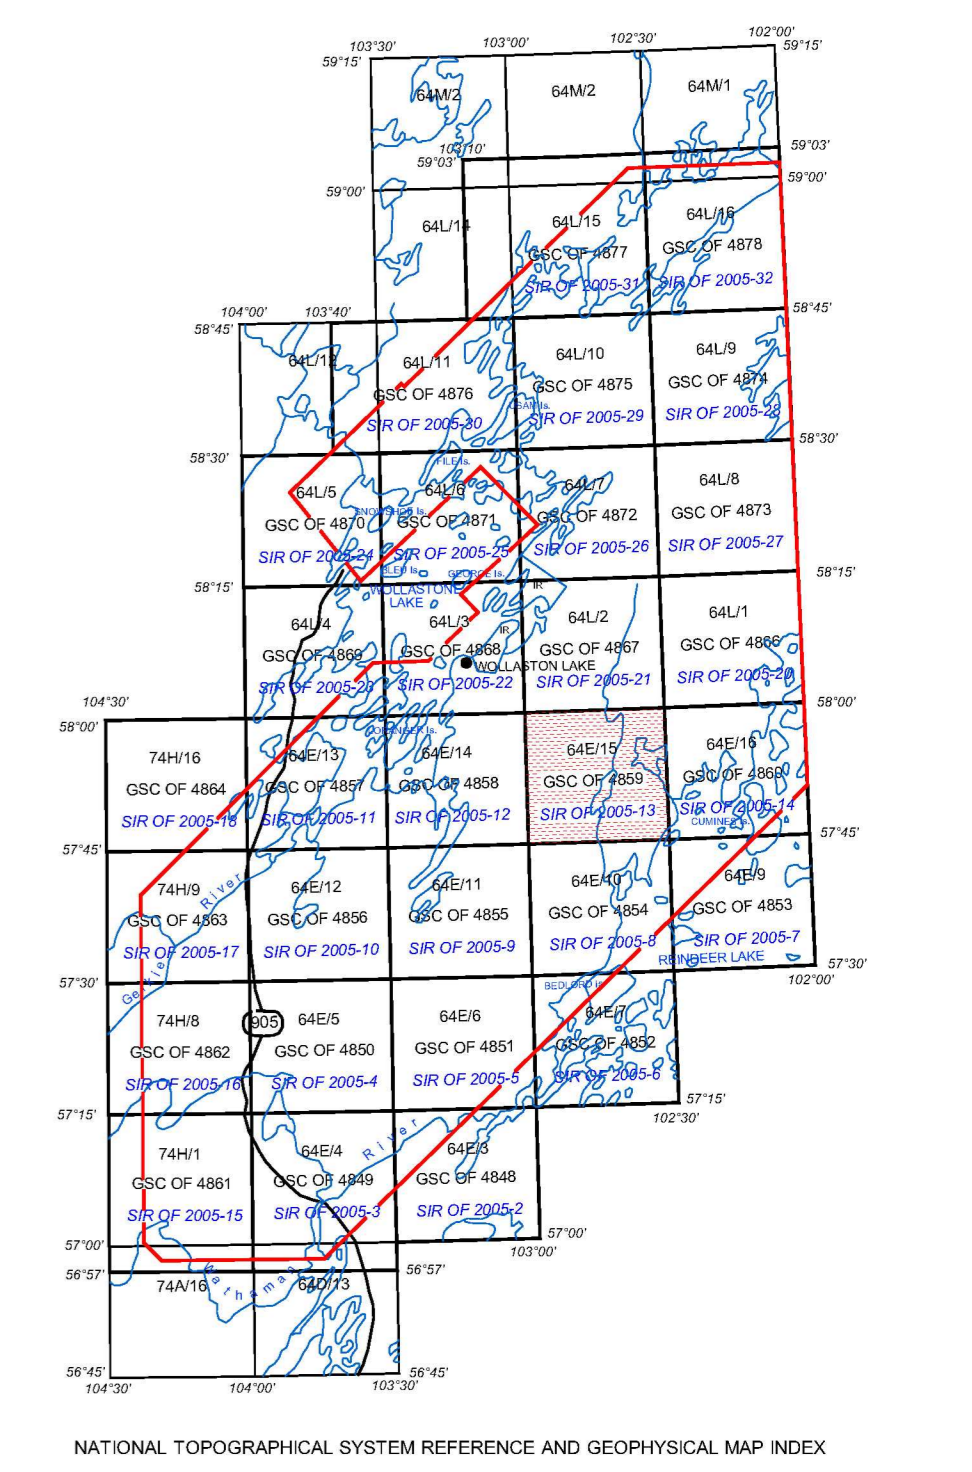 102°00'
103°30' 103°00' 102°30'
59°15' 59°15'
64M/2 64M/2 64M/1
103°10'
59°03' 59°03'
59°00' 59°00'
64L/14 64L/15 64L/16
GSC OF 4877 GSC OF 4878
SIR OF 2005-31 SIR OF 2005-32
104°00' 103°40'
58°45' 58°45'
64L/12 64L/11 64L/10 64L/9
GSC OF 4876 GSC OF 4875 GSC OF 4874
SIR OF 2005-30 SIR OF 2005-29 SIR OF 2005-28
58°30' 58°30'
FILE Is.
64L/5 64L/6 64L/7 64L/8
SNOWSHOE Is.
GSC OF 4870 GSC OF 4871 GSC OF 4872 GSC OF 4873
SIR OF 2005-24 SIR OF 2005-25 SIR OF 2005-26 SIR OF 2005-27
BLEU Is. GEORGE Is.
58°15' 58°15'
WOLLASTON
LAKE
IR
64L/4 64L/3 64L/2 64L/1
IR
GSC OF 4869 GSC OF 4868 GSC OF 4867 GSC OF 4866
WOLLASTON LAKE
SIR OF 2005-23 SIR OF 2005-22 SIR OF 2005-21 SIR OF 2005-20
104°30'
58°00' 58°00'
74H/16 64E/13 64E/14 64E/15 64E/16
GSC OF 4864 GSC OF 4857 GSC OF 4858 GSC OF 4859 GSC OF 4860
SIR OF 2005-18 SIR OF 2005-11 SIR OF 2005-12 SIR OF 2005-13 SIR OF 2005-14
CUMINES Is.
57°45' 57°45'
74H/9 64E/12 64E/11 64E/10 64E/9
River
GSC OF 4863 GSC OF 4856 GSC OF 4855 GSC OF 4854 GSC OF 4853
SIR OF 2005-17 SIR OF 2005-10 SIR OF 2005-9 SIR OF 2005-8 SIR OF 2005-7
REINDEER LAKE
57°30' 57°30'
102°00'
Geikie
74H/8 905 64E/5 64E/6 64E/7
GSC OF 4862 GSC OF 4850 GSC OF 4851 GSC OF 4852
SIR OF 2005-16 SIR OF 2005-4 SIR OF 2005-5 SIR OF 2005-6
57°15' 57°15'
102°30'
River
74H/1 64E/4 64E/3
GSC OF 4861 GSC OF 4849 GSC OF 4848
SIR OF 2005-15 SIR OF 2005-3 SIR OF 2005-2
57°00' 57°00'
103°00'
56°57' 56°57'
Wathaman
74A/16 64D/13
56°45' 56°45'
104°30' 104°00' 103°30'
NATIONAL TOPOGRAPHICAL SYSTEM REFERENCE AND GEOPHYSICAL MAP INDEX